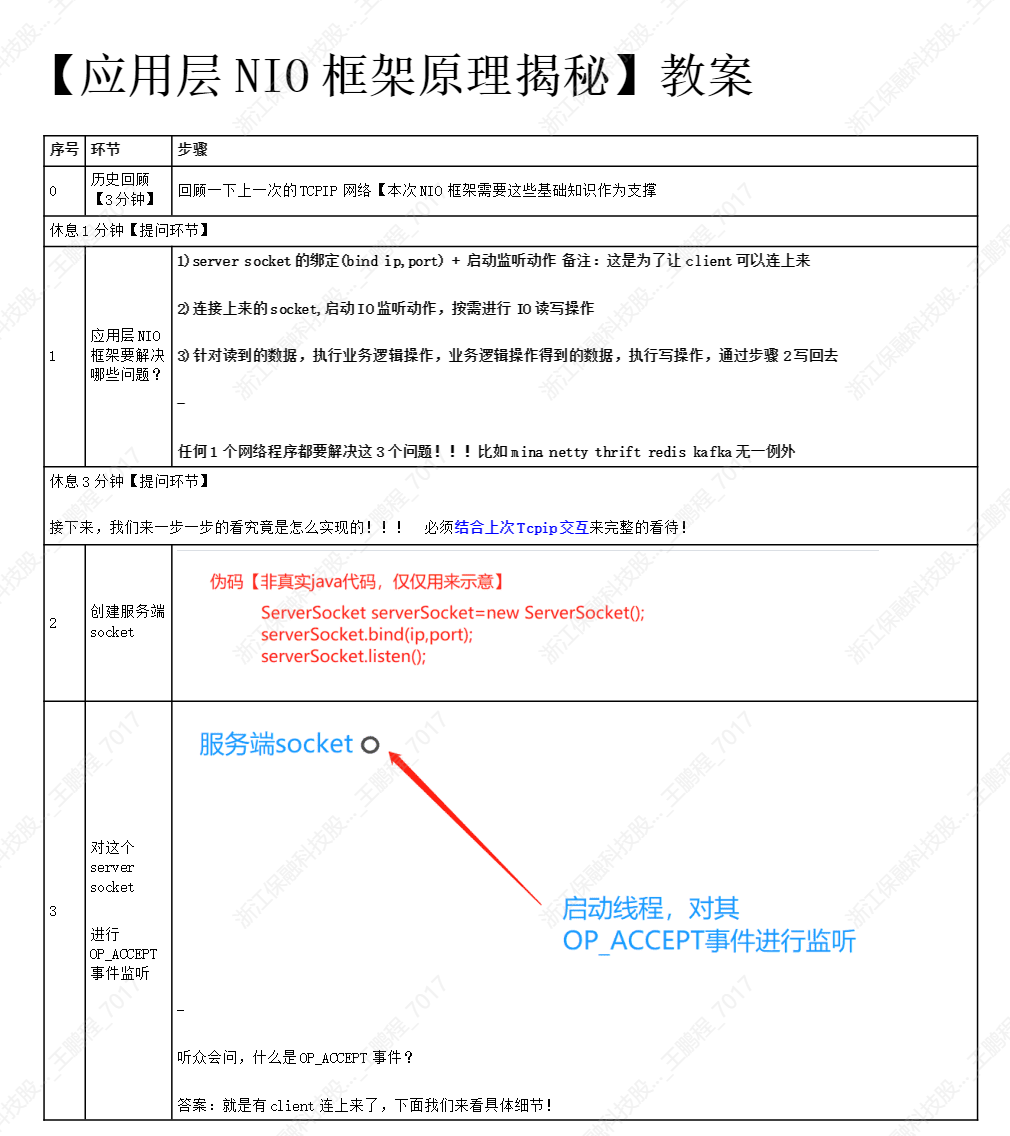 【应用层 NIO 框架原理揭秘】教案
序号 环节 步骤
0
历史回顾
【3分钟】
回顾一下上一次的TCPIP 网络【本次NIO 框架需要这些基础知识作为支撑
休息1 分钟【提问环节】
1
应用层NIO
框架要解决
哪些问题？
1)server socket的绑定(bind ip,port) + 启动监听动作 备注：这是为了让client可以连上来
2)连接上来的socket,启动IO监听动作，按需进行 IO读写操作
3)针对读到的数据，执行业务逻辑操作，业务逻辑操作得到的数据，执行写操作，通过步骤 2写回去
–
任何1 个网络程序都要解决这3个问题！！！比如mina netty thrift redis kafka无一例外
休息3 分钟【提问环节】
接下来，我们来一步一步的看究竟是怎么实现的！！！ 必须结合上次Tcpip交互来完整的看待！
2
创建服务端
socket
伪码【非真实java代码，仅仅用来示意】
ServerSocket serverSocket=new ServerSocket();
serverSocket.bind(ip,port);
serverSocket.listen();
3
对这个
server
socket
进行
OP_ACCEPT
事件监听
服务端socket
启动线程，对其
OP_ACCEPT事件进行监听
–
听众会问，什么是OP_ACCEPT 事件？
答案：就是有client 连上来了，下面我们来看具体细节！
浙江保融科技股..._王鹏程_7017